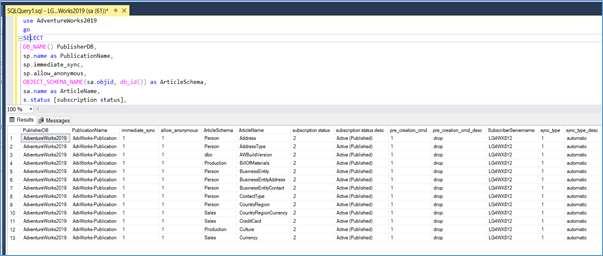 SQLQuery1.sql - LG...Works2019 (sa (61))*
use AdventureWorks2019
go
SELECT
DB_NAME() PublisherDB,
sp.name as PublicationName,
sp.immediate_sync,
sp.allow_anonymous,
OBJECT_SCHEMA_NAME(sa.objid, db_id()) as ArticleSchema,
sa.name as ArticleName,
s.status [subscription status],
100 %
Results Messages
PublisherDB PublicationName immediate_sync allow_anonymous ArticleSchema ArticleName subscription status subscription status desc pre_creation_cmd pre_creation_cmd_desc SubscriberServername sync_type sync_type_desc
1 AdventureWorks2019 AdvWorks-Publication 1 1 Person Address 2 Active (Published) 1 drop LG4WXBY2 1 automatic
2 AdventureWorks2019 AdvWorks-Publication 1 1 Person AddressType 2 Active (Published) 1 drop LG4WXBY2 1 automatic
3 AdventureWorks2019 AdvWorks-Publication 1 1 dbo AWBuildVersion 2 Active (Published) 1 drop LG4WXBY2 1 automatic
4 AdventureWorks2019 AdvWorks-Publication 1 1 Production BillOfMaterials 2 Active (Published) 1 drop LG4WXBY2 1 automatic
5 AdventureWorks2019 AdvWorks-Publication 1 1 Person BusinessEntity 2 Active (Published) 1 drop LG4WXBY2 1 automatic
6 AdventureWorks2019 AdvWorks-Publication 1 1 Person BusinessEntityAddress 2 Active (Published) 1 drop LG4WXBY2 1 automatic
7 AdventureWorks2019 AdvWorks-Publication 1 1 Person BusinessEntityContact 2 Active (Published) 1 drop LG4WXBY2 1 automatic
8 AdventureWorks2019 AdvWorks-Publication 1 1 Person ContactType 2 Active (Published) 1 drop LG4WXBY2 1 automatic
9 AdventureWorks2019 AdvWorks-Publication 1 1 Person CountryRegion 2 Active (Published) 1 drop LG4WXBY2 1 automatic
10 AdventureWorks2019 AdvWorks-Publication 1 1 Sales CountryRegionCurrency 2 Active (Published) 1 drop LG4WXBY2 1 automatic
11 AdventureWorks2019 AdvWorks-Publication 1 1 Sales CreditCard 2 Active (Published) 1 drop LG4WXBY2 1 automatic
12 AdventureWorks2019 AdvWorks-Publication 1 1 Production Culture 2 Active (Published) 1 drop LG4WXBY2 1 automatic
13 AdventureWorks2019 AdvWorks-Publication 1 1 Sales Currency 2 Active (Published) 1 drop LG4WXBY2 1 automatic